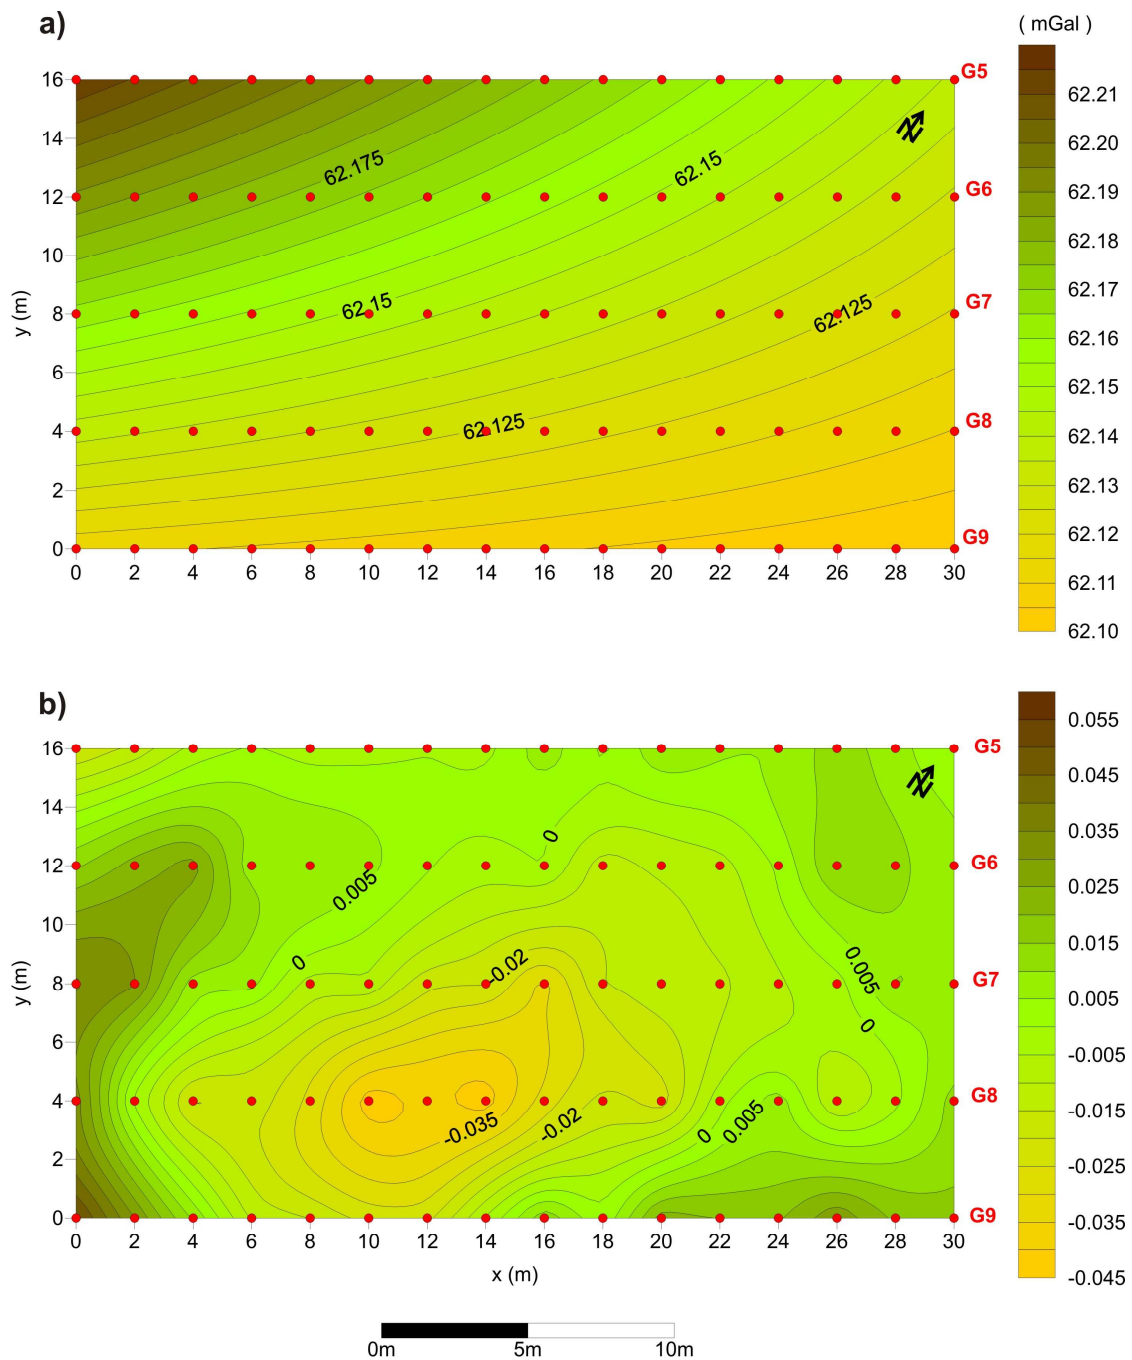 a)
( mGal )
16
14
12
10
8
6
4
2
0
y (m)
0 2 4 6 8 10 12 14 16 18 20 22 24 26 28 30
62.175
62.15
62.15
62.125
62.125
N
G5
G6
G7
G8
G9
62.21
62.20
62.19
62.18
62.17
62.16
62.15
62.14
62.13
62.12
62.11
62.10
b)
16
14
12
10
8
6
4
2
0
y (m)
0 2 4 6 8 10 12 14 16 18 20 22 24 26 28 30
x (m)
0
0.005
0
-0.02
0.005
0
-0.035
-0.02
0
0.005
N
G5
G6
G7
G8
G9
0.055
0.045
0.035
0.025
0.015
0.005
-0.005
-0.015
-0.025
-0.035
-0.045
0m 5m 10m